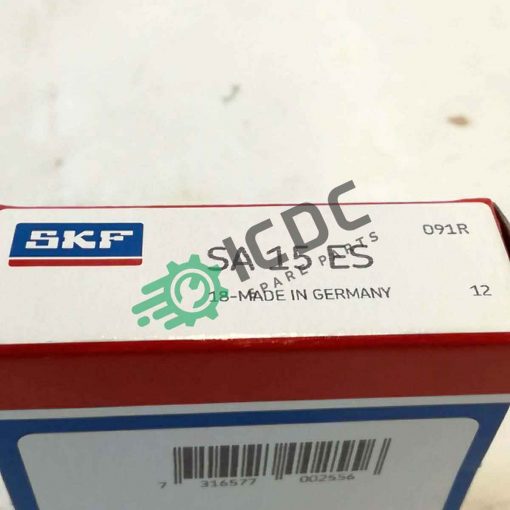 SKF
SA 15 ES
091R
18-MADE IN GERMANY
12
ICDC
SPARE PARTS
7 316577 002556